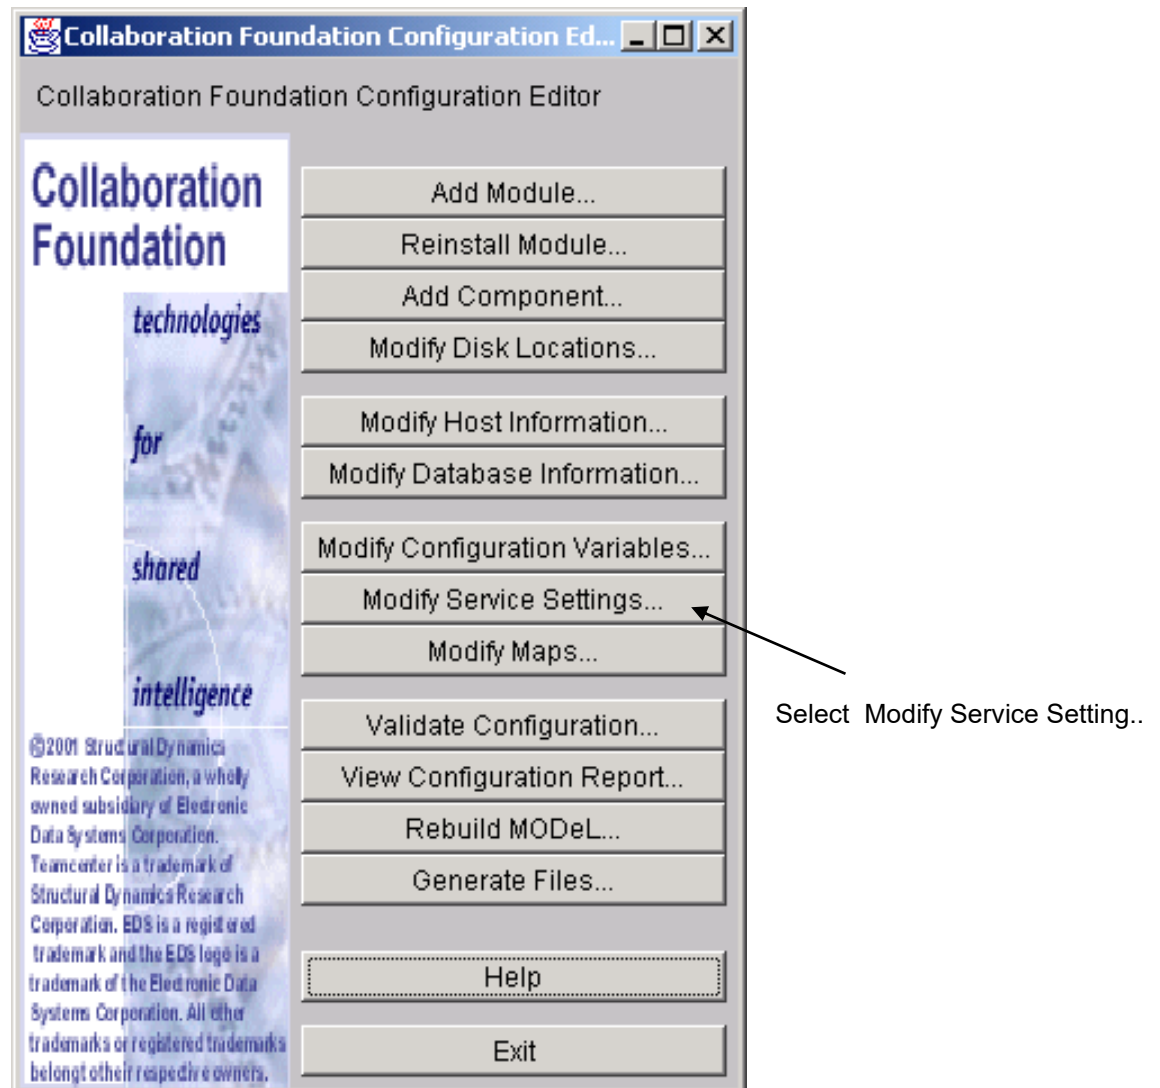 Collaboration Foundation Configuration Ed...
Collaboration Foundation Configuration Editor
Collaboration
Foundation
technologies
for
shared
intelligence
©2001 Structural Dynamics
Research Corporation, a wholly
owned subsidiary of Electronic
Data Systems Corporation.
Teamcenter is a trademark of
Structural Dynamics Research
Corporation. EDS is a registered
trademark and the EDS logo is a
trademark of the Electronic Data
Systems Corporation. All other
trademarks or registered trademarks
belongt otheir respective owners.
Add Module...
Reinstall Module...
Add Component...
Modify Disk Locations...
Modify Host Information...
Modify Database Information...
Modify Configuration Variables...
Modify Service Settings...
Modify Maps...
Validate Configuration...
View Configuration Report...
Rebuild MODeL...
Generate Files...
Help
Exit
Select Modify Service Setting..